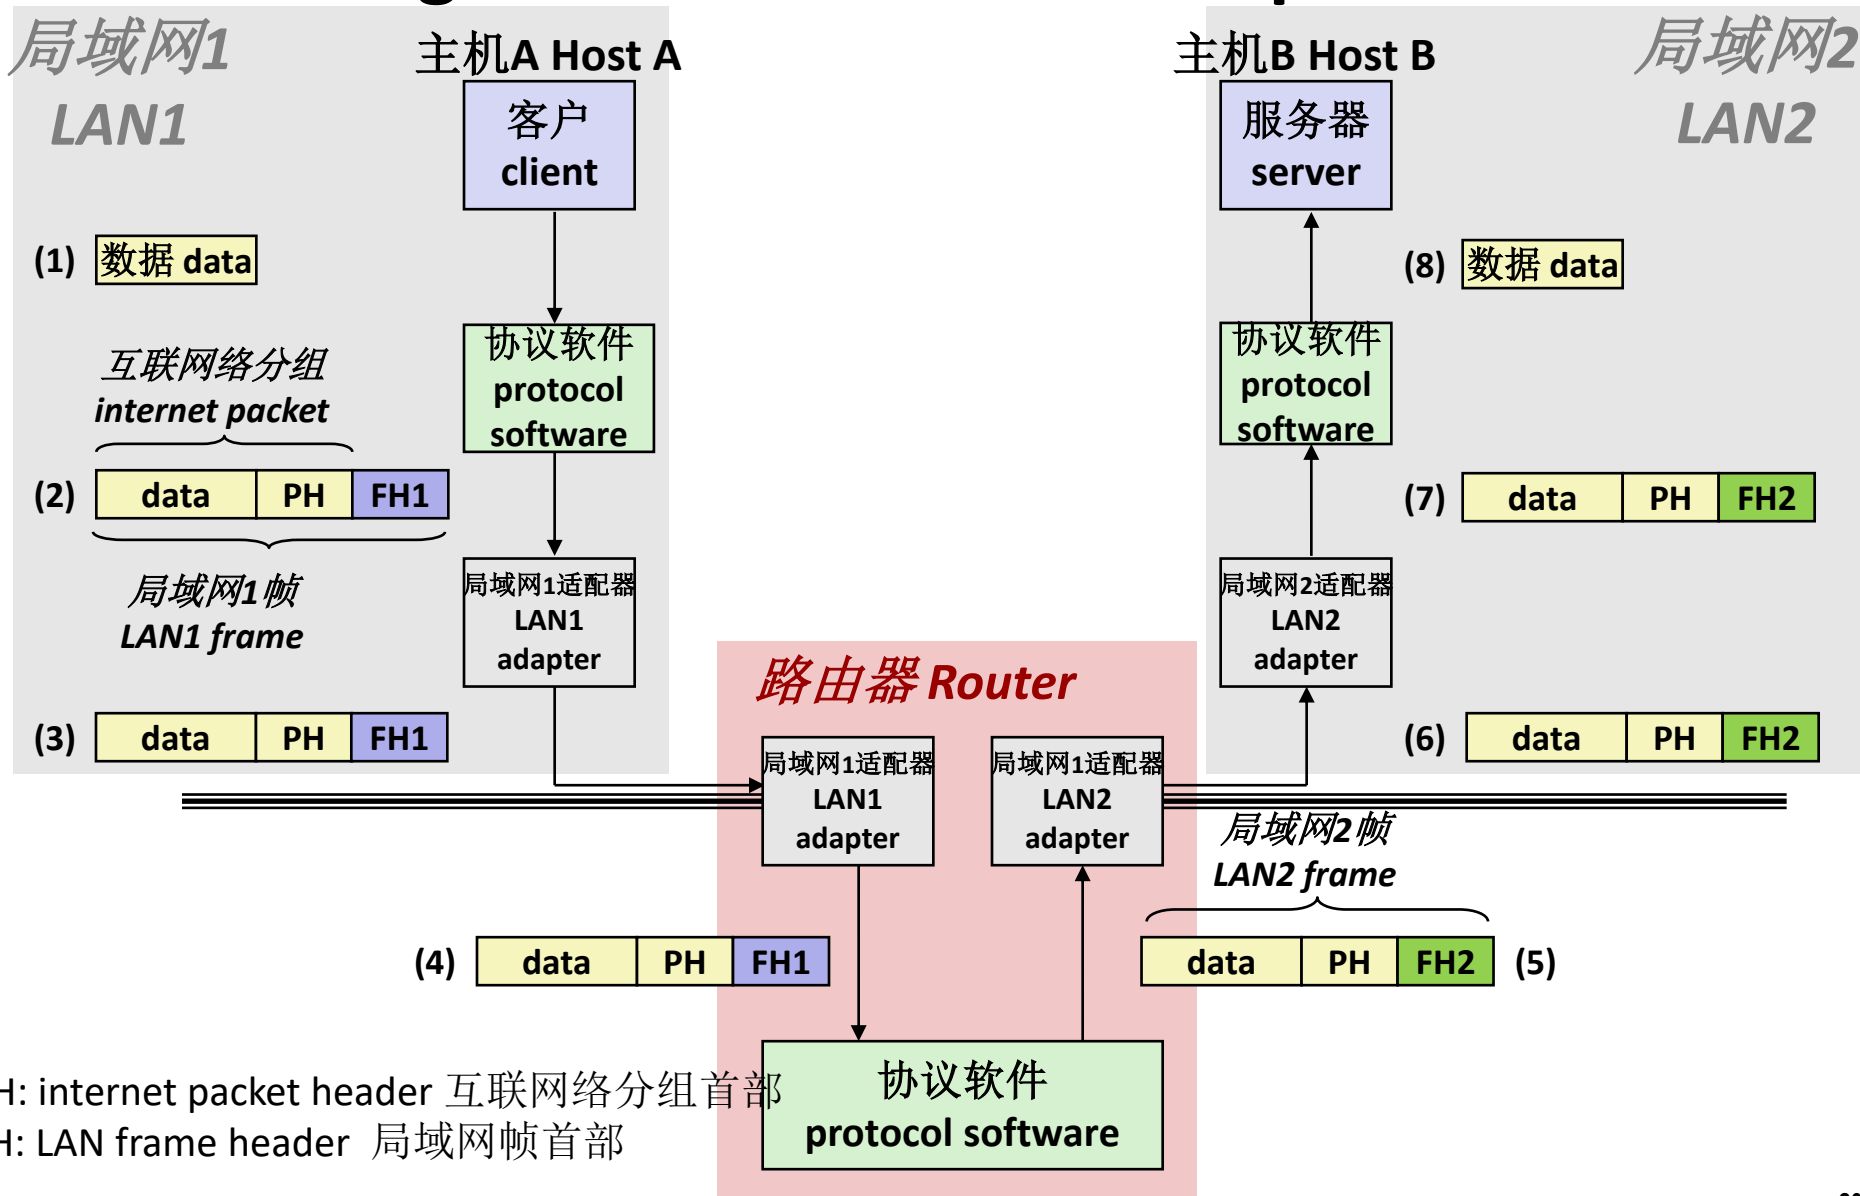 局域网1
LAN1
主机A Host A
客户
client
主机B Host B
服务器
server
局域网2
LAN2
(1) 数据 data
(8) 数据 data
协议软件
protocol
software
协议软件
protocol
software
互联网络分组
internet packet
(2) data PH FH1
(7) data PH FH2
局域网1帧
LAN1 frame
局域网1适配器
LAN1
adapter
局域网2适配器
LAN2
adapter
路由器 Router
(3) data PH FH1
(6) data PH FH2
局域网1适配器
LAN1
adapter
局域网1适配器
LAN2
adapter
局域网2帧
LAN2 frame
(4) data PH FH1
data PH FH2 (5)
协议软件
protocol software
H: internet packet header 互联网络分组首部
H: LAN frame header 局域网帧首部